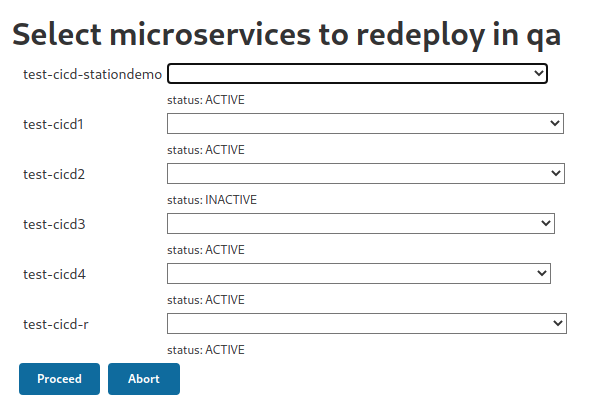 Select microservices to redeploy in qa
test-cicd-stationdemo
status: ACTIVE
test-cicd1
status: ACTIVE
test-cicd2
status: INACTIVE
test-cicd3
status: ACTIVE
test-cicd4
status: ACTIVE
test-cicd-r
status: ACTIVE
Proceed Abort